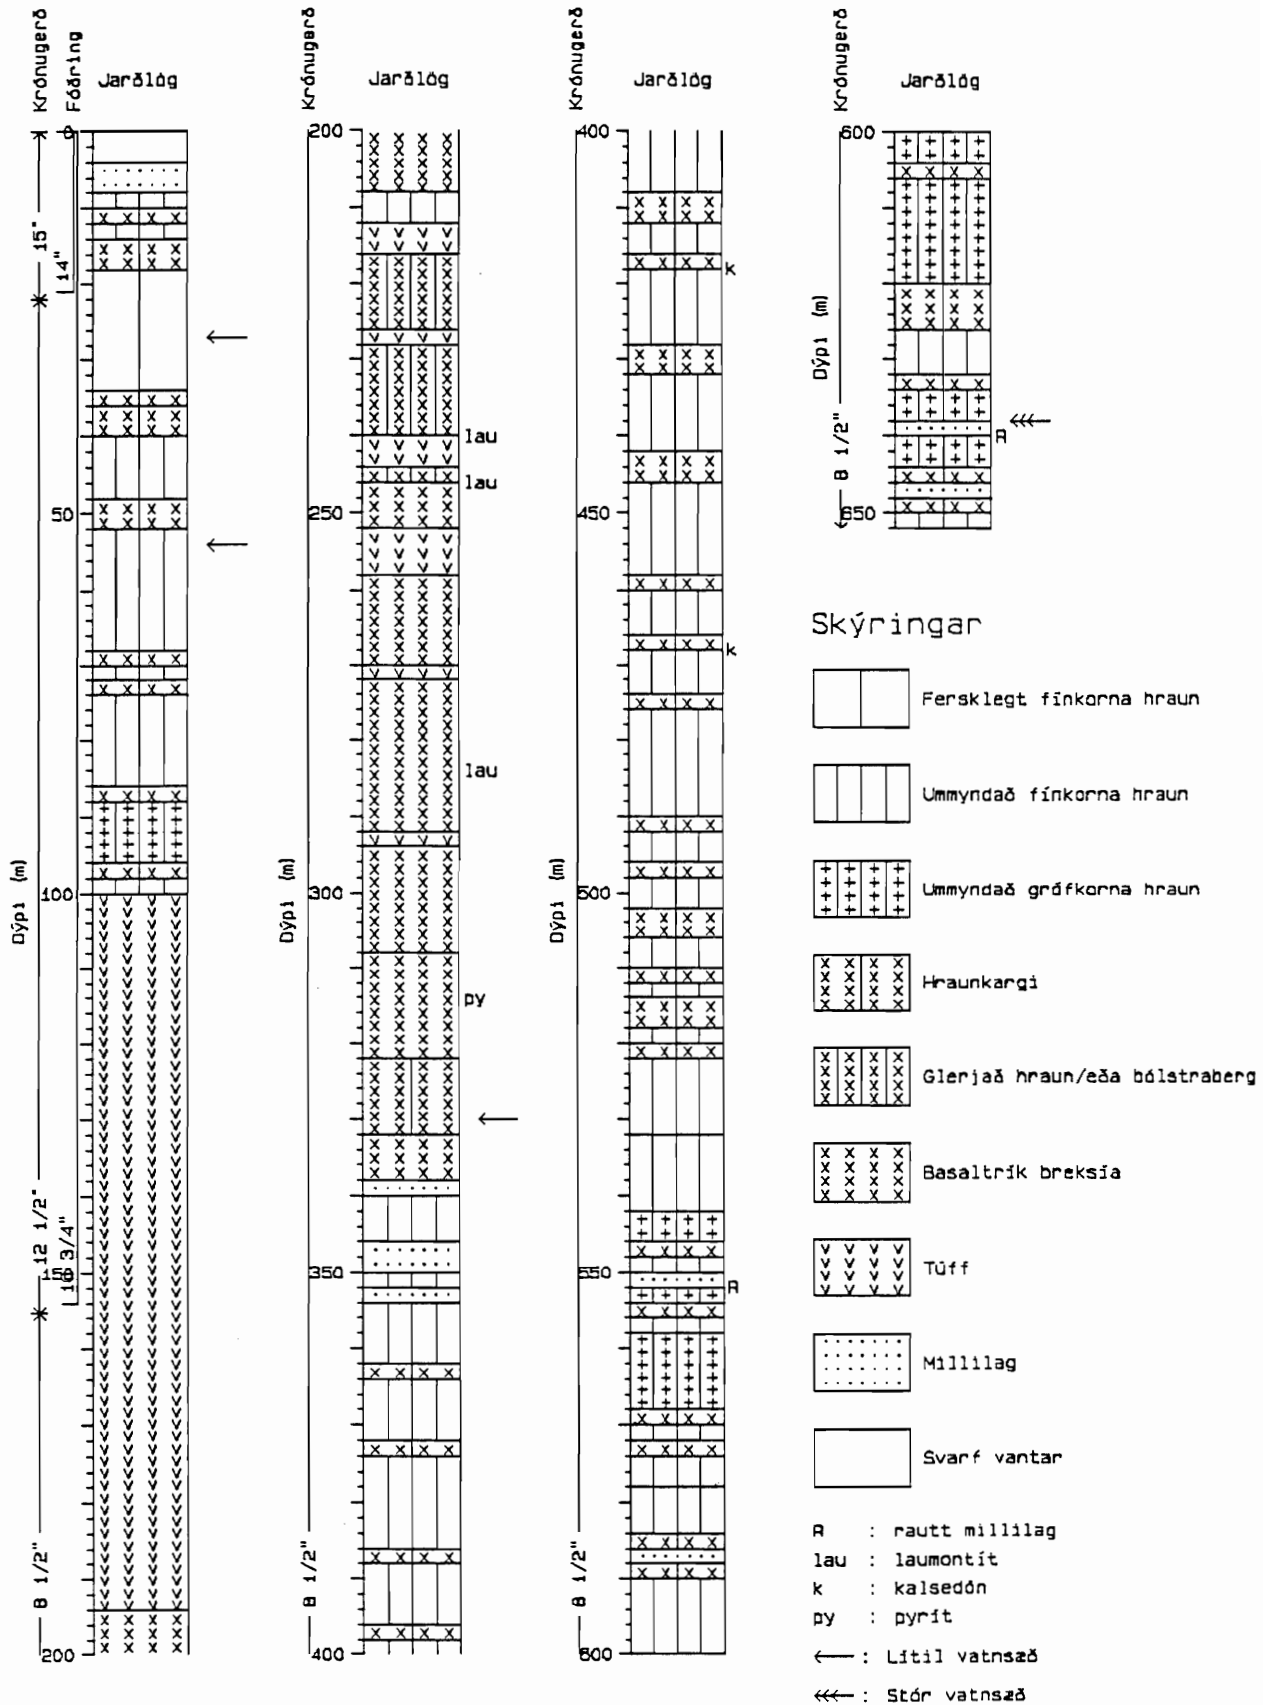 Krónugerð
Fóðring
Jarðlög
0
15"
14"
50
100
Dýpi (m)
12 1/2"
10 3/4"
150
8 1/2"
200
Krónugerð
Jarðlög
200
lau
lau
250
lau
300
Dýpi (m)
py
350
8 1/2"
400
Krónugerð
Jarðlög
400
k
450
k
500
Dýpi (m)
550
R
8 1/2"
600
Krónugerð
Jarðlög
600
Dýpi (m)
R
8 1/2"
650
Skýringar
Fersklegt fínkorna hraun
Ummyndað fínkorna hraun
Ummyndað grófkorna hraun
Hraunkargi
Glerjað hraun/eða bólstraberg
Basaltrík breksía
Túff
Millilag
Svarf vantar
R : rautt millilag
lau : laumontít
k : kalsedón
py : pyrít
: Lítil vatnsæð
: Stór vatnsæð